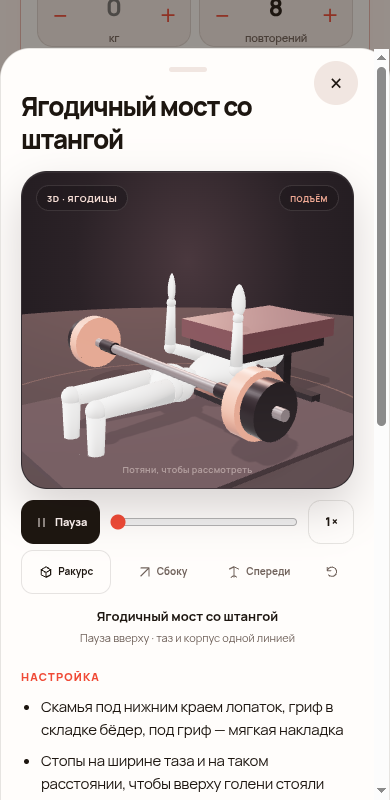 0
8
кг
повторений
Ягодичный мост со
штангой
3D · ЯГОДИЦЫ
ПОДЪЁМ
Потяни, чтобы рассмотреть
Пауза
1×
Ракурс
Сбоку
Спереди
Ягодичный мост со штангой
Пауза вверху · таз и корпус одной линией
НАСТРОЙКА
• Скамья под нижним краем лопаток, гриф в
складке бёдер, под гриф — мягкая накладка
• Стопы на ширине таза и на таком
расстоянии, чтобы вверху голени стояли